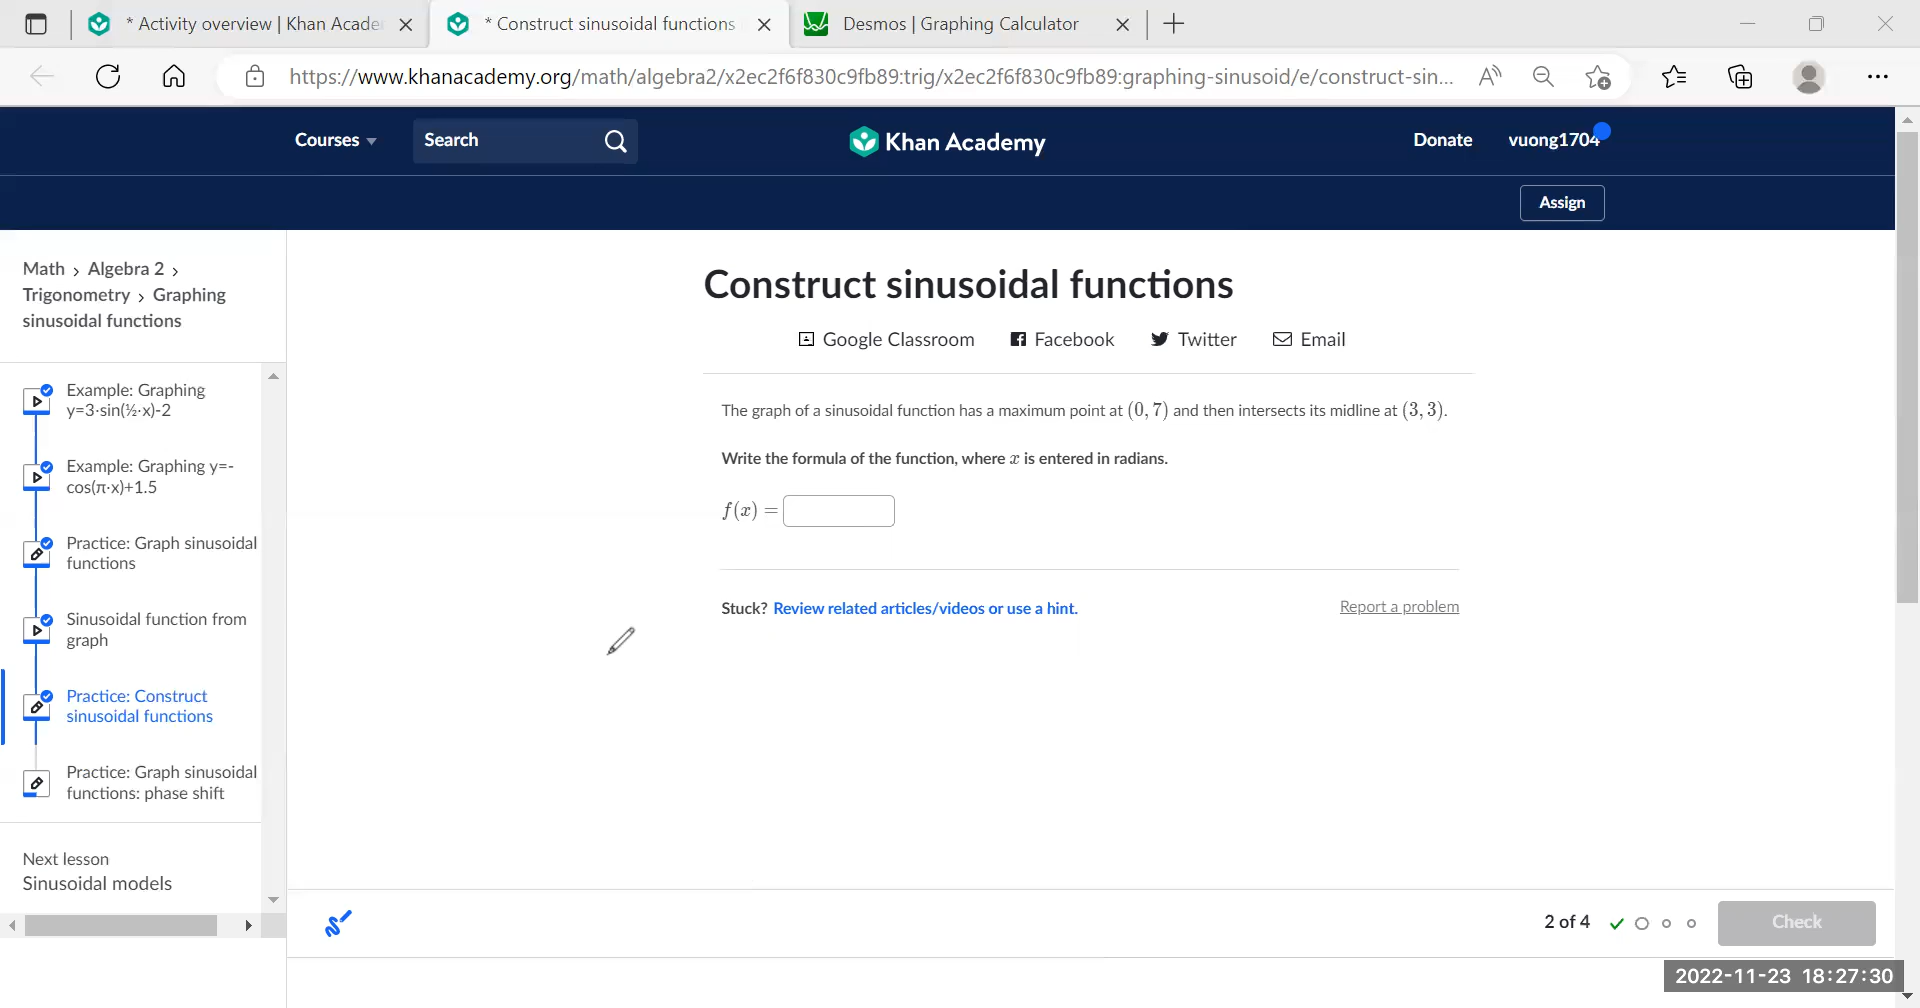 * Activity overview | Khan Acade
* Construct sinusoidal functions
Desmos | Graphing Calculator
https://www.khanacademy.org/math/algebra2/x2ec2f6f830c9fb89:trig/x2ec2f6f830c9fb89:graphing-sinusoid/e/construct-sin...
Courses
Search
Khan Academy
Donate
vuong1704
Assign
Math › Algebra 2 ›
Trigonometry › Graphing
sinusoidal functions
Example: Graphing
y=3·sin(½·x)-2
Example: Graphing y=-
cos(π·x)+1.5
Practice: Graph sinusoidal
functions
Sinusoidal function from
graph
Practice: Construct
sinusoidal functions
Practice: Graph sinusoidal
functions: phase shift
Next lesson
Sinusoidal models
Construct sinusoidal functions
Google Classroom
Facebook
Twitter
Email
The graph of a sinusoidal function has a maximum point at (0, 7) and then intersects its midline at (3, 3).
Write the formula of the function, where x is entered in radians.
f(x) =
Stuck? Review related articles/videos or use a hint.
Report a problem
2 of 4
Check
2022-11-23 18:27:30